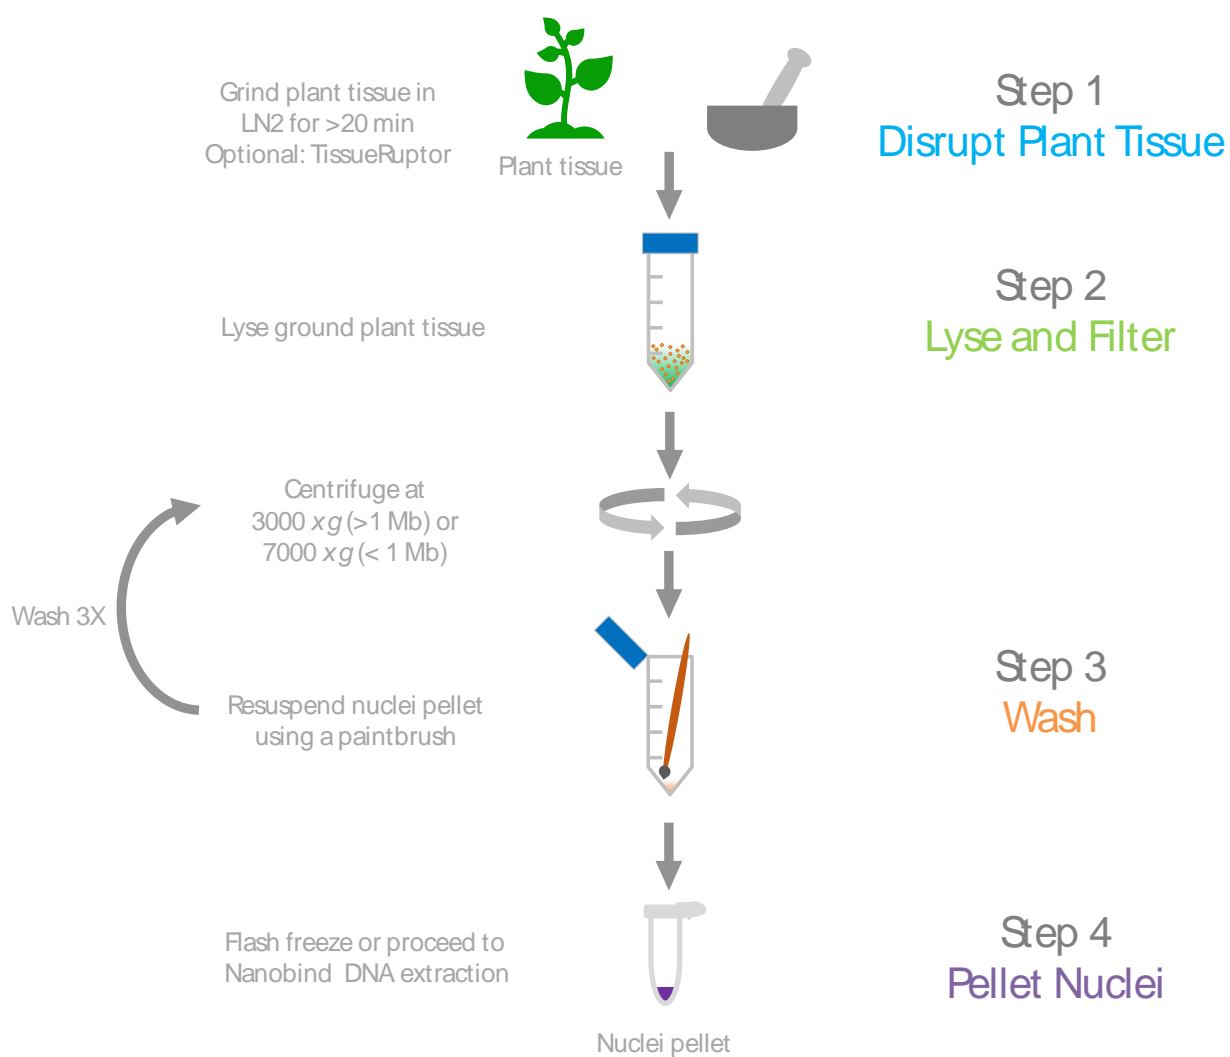 Grind plant tissue in
LN2 for >20 min
Optional: TissueRuptor
Plant tissue
Step 1
Disrupt Plant Tissue
Lyse ground plant tissue
Step 2
Lyse and Filter
Centrifuge at
3000 x g (>1 Mb) or
7000 x g (< 1 Mb)
Wash 3X
Resuspend nuclei pellet
using a paintbrush
Step 3
Wash
Flash freeze or proceed to
Nanobind DNA extraction
Step 4
Pellet Nuclei
Nuclei pellet